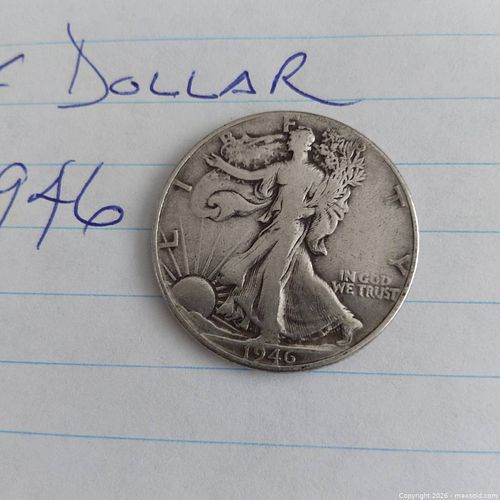 DOLLAR
946
LIBERTY
IN GOD
WE TRUST
1946
Copyright 2026 - maxsold.com